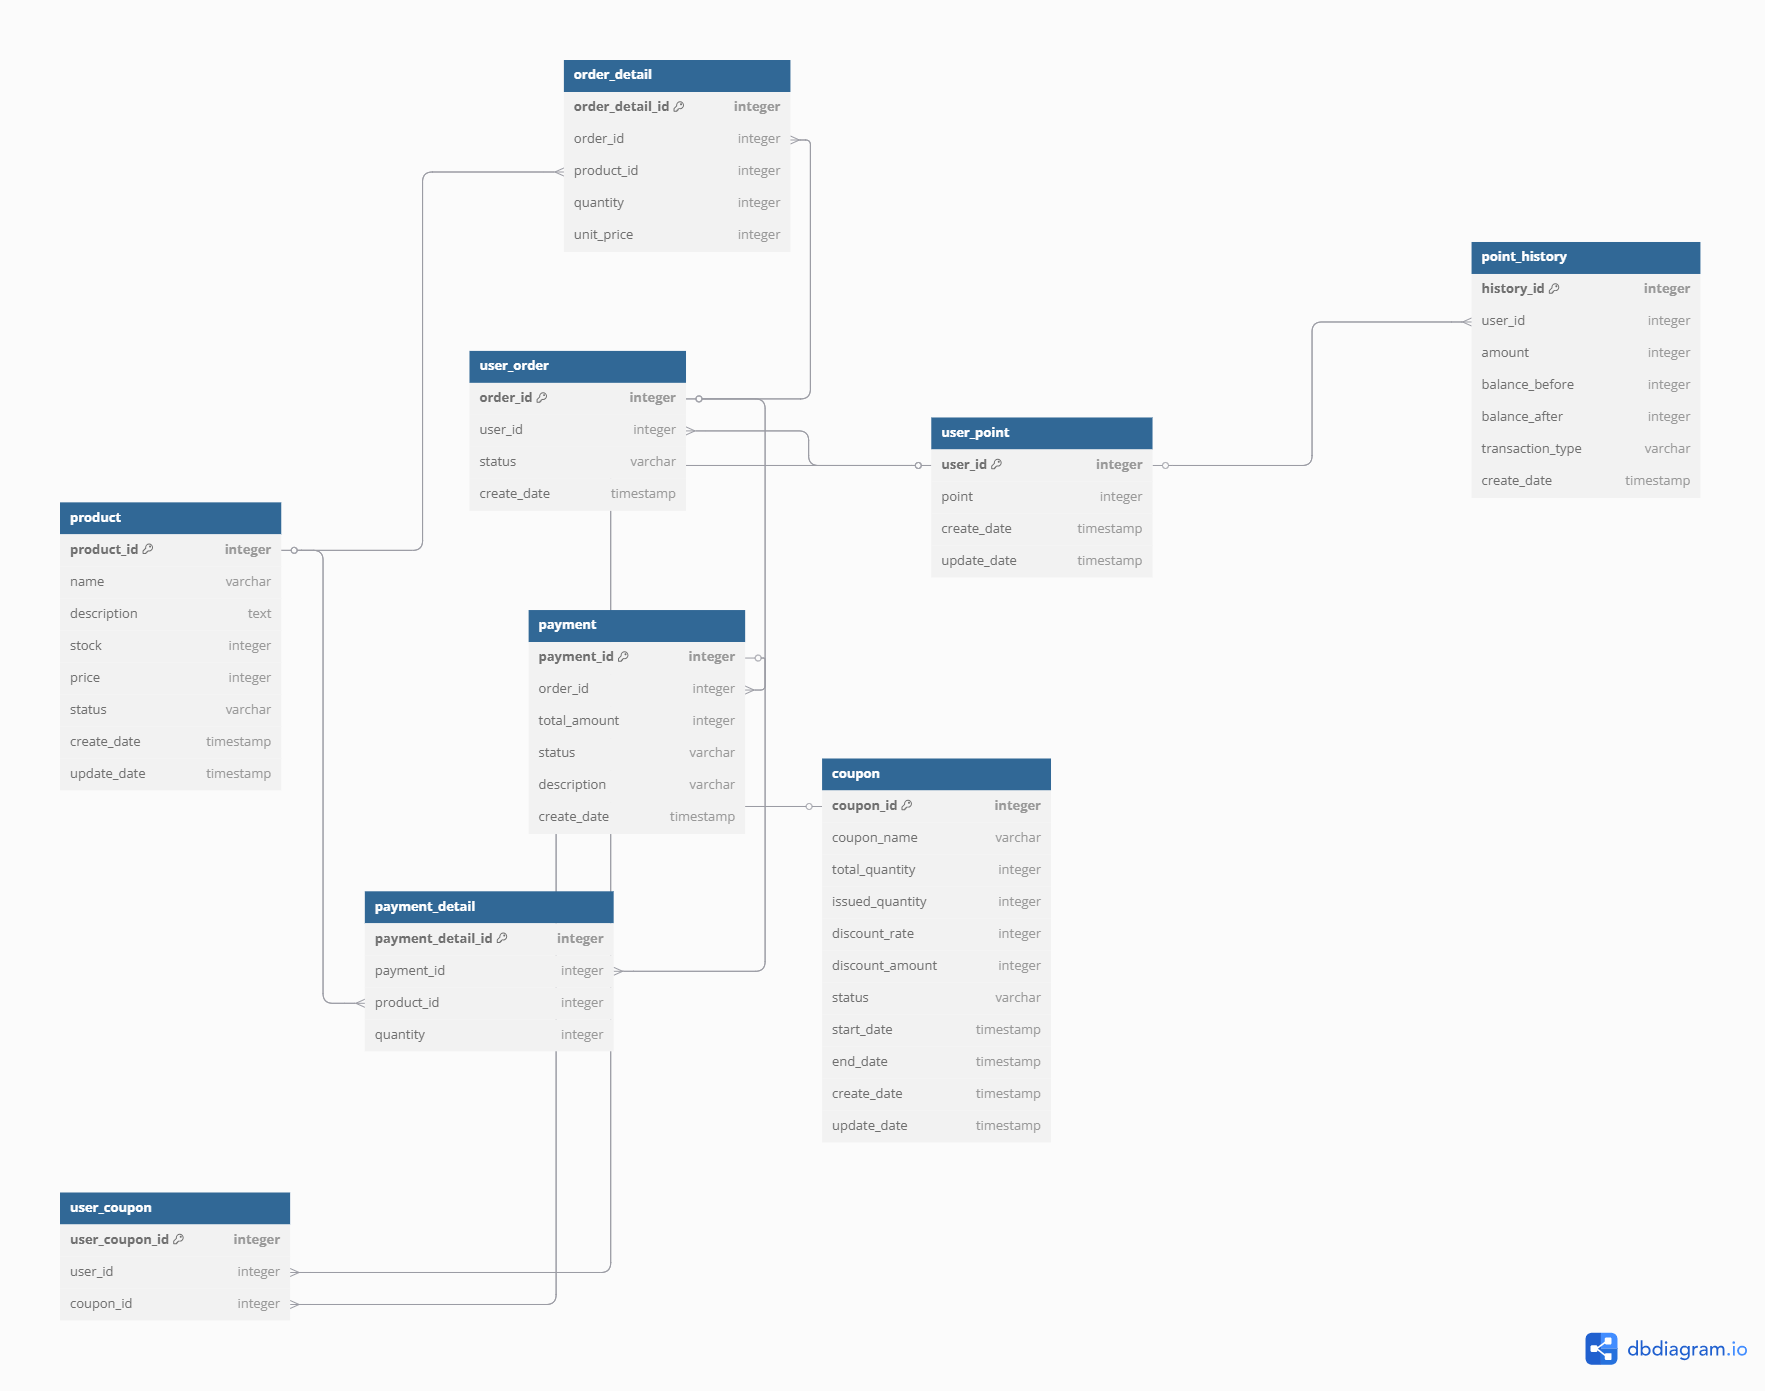 order_detail
order_detail_id integer
order_id integer
product_id integer
quantity integer
unit_price integer
point_history
history_id integer
user_id integer
amount integer
balance_before integer
balance_after integer
transaction_type varchar
create_date timestamp
user_order
order_id integer
user_id integer
status varchar
create_date timestamp
user_point
user_id integer
point integer
create_date timestamp
update_date timestamp
product
product_id integer
name varchar
description text
stock integer
price integer
status varchar
create_date timestamp
update_date timestamp
payment
payment_id integer
order_id integer
total_amount integer
status varchar
description varchar
create_date timestamp
coupon
coupon_id integer
coupon_name varchar
total_quantity integer
issued_quantity integer
discount_rate integer
discount_amount integer
status varchar
start_date timestamp
end_date timestamp
create_date timestamp
update_date timestamp
payment_detail
payment_detail_id integer
payment_id integer
product_id integer
quantity integer
user_coupon
user_coupon_id integer
user_id integer
coupon_id integer
dbdiagram.io